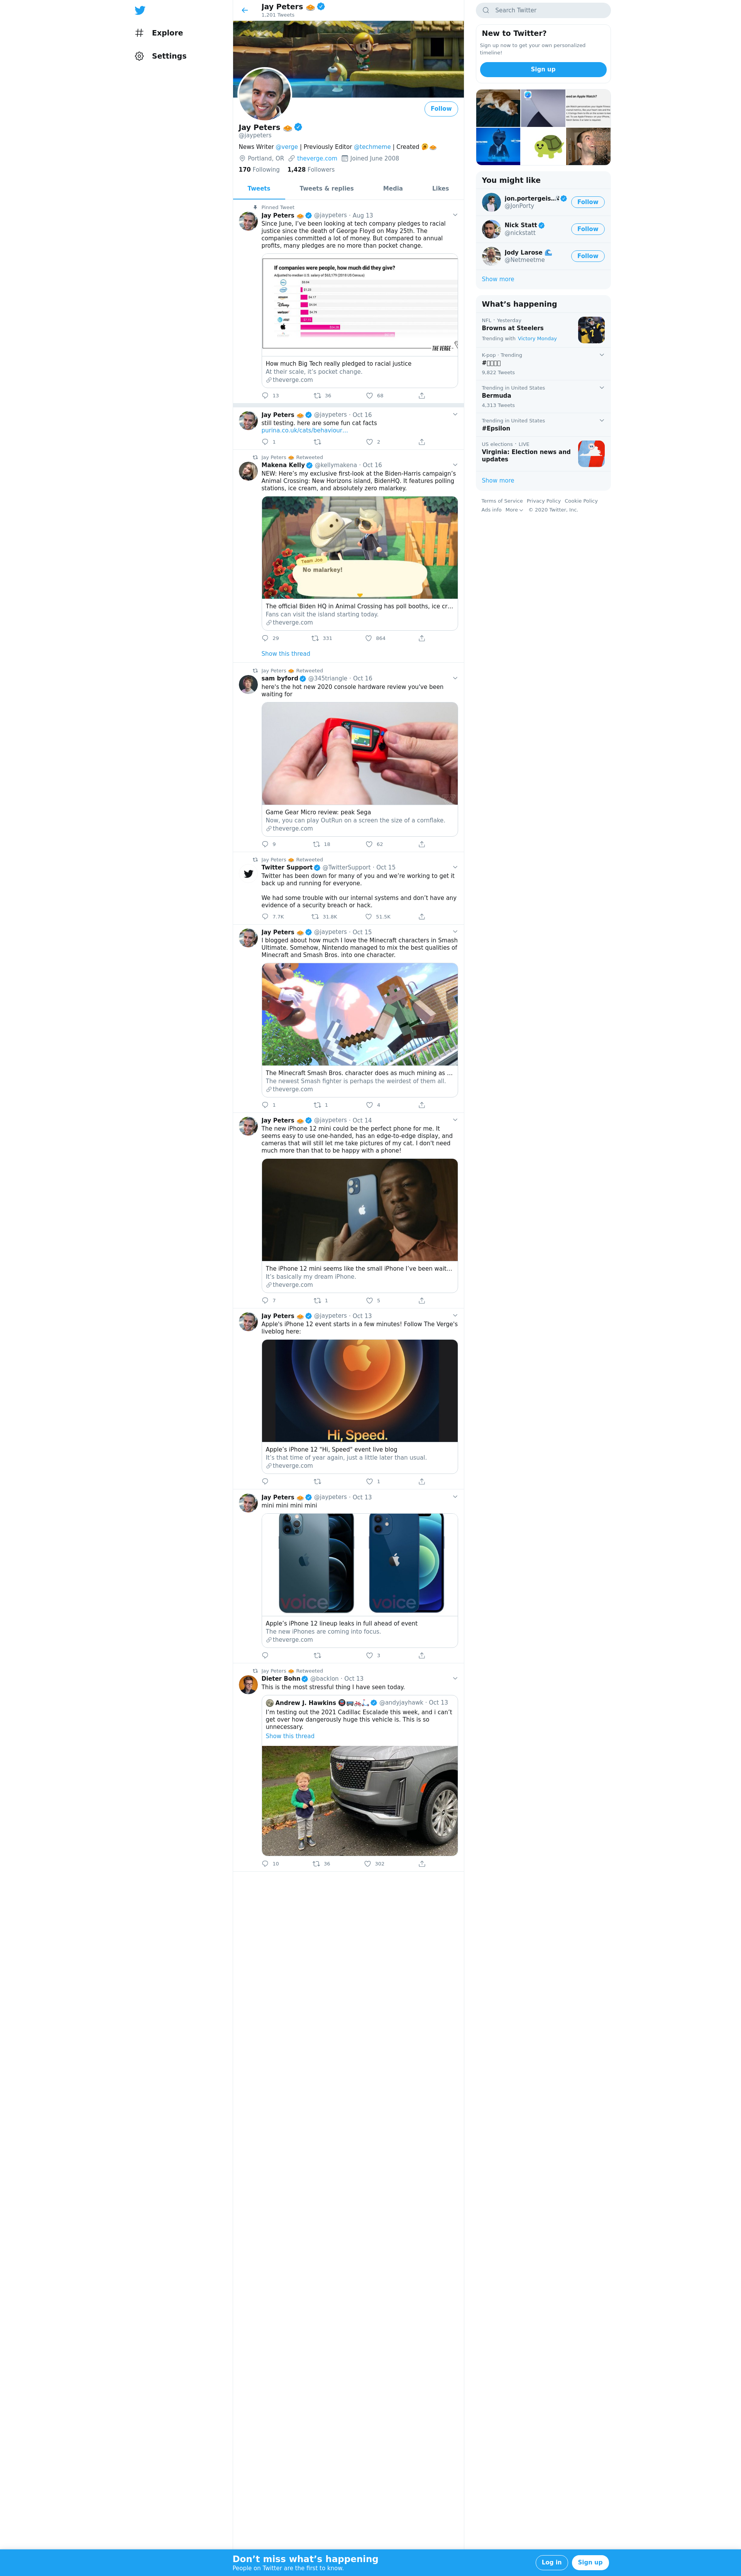 Explore
Settings
Jay Peters
1,201 Tweets
Follow
Jay Peters
@jaypeters
News Writer @verge | Previously Editor @techmeme | Created
Portland, OR theverge.com Joined June 2008
170 Following 1,428 Followers
Tweets Tweets & replies Media Likes
Pinned Tweet
Jay Peters @jaypeters · Aug 13
Since June, I've been looking at tech company pledges to racial
justice since the death of George Floyd on May 25th. The
companies committed a lot of money. But compared to annual
profits, many pledges are no more than pocket change.
If companies were people, how much did they give?
THE VERGE
How much Big Tech really pledged to racial justice
At their scale, it's pocket change.
theverge.com
13 36 68
Jay Peters @jaypeters · Oct 16
still testing. here are some fun cat facts
purina.co.uk/cats/behaviour…
1 2
Jay Peters Retweeted
Makena Kelly @kellymakena · Oct 16
NEW: Here's my exclusive first-look at the Biden-Harris campaign's
Animal Crossing: New Horizons island, BidenHQ. It features polling
stations, ice cream, and absolutely zero malarkey.
Team Joe
No malarkey!
The official Biden HQ in Animal Crossing has poll booths, ice cr…
Fans can visit the island starting today.
theverge.com
29 331 864
Show this thread
Jay Peters Retweeted
sam byford @345triangle · Oct 16
here's the hot new 2020 console hardware review you've been
waiting for
Game Gear Micro review: peak Sega
Now, you can play OutRun on a screen the size of a cornflake.
theverge.com
9 18 62
Jay Peters Retweeted
Twitter Support @TwitterSupport · Oct 15
Twitter has been down for many of you and we're working to get it
back up and running for everyone.
We had some trouble with our internal systems and don't have any
evidence of a security breach or hack.
7.7K 31.8K 51.5K
Jay Peters @jaypeters · Oct 15
I blogged about how much I love the Minecraft characters in Smash
Ultimate. Somehow, Nintendo managed to mix the best qualities of
Minecraft and Smash Bros. into one character.
The Minecraft Smash Bros. character does as much mining as …
The newest Smash fighter is perhaps the weirdest of them all.
theverge.com
1 1 4
Jay Peters @jaypeters · Oct 14
The new iPhone 12 mini could be the perfect phone for me. It
seems easy to use one-handed, has an edge-to-edge display, and
cameras that will still let me take pictures of my cat. I don't need
much more than that to be happy with a phone!
The iPhone 12 mini seems like the small iPhone I've been wait…
It's basically my dream iPhone.
theverge.com
7 1 5
Jay Peters @jaypeters · Oct 13
Apple's iPhone 12 event starts in a few minutes! Follow The Verge's
liveblog here:
Hi, Speed.
Apple's iPhone 12 "Hi, Speed" event live blog
It's that time of year again, just a little later than usual.
theverge.com
1
Jay Peters @jaypeters · Oct 13
mini mini mini mini
voice voice
Apple's iPhone 12 lineup leaks in full ahead of event
The new iPhones are coming into focus.
theverge.com
3
Jay Peters Retweeted
Dieter Bohn @backlon · Oct 13
This is the most stressful thing I have seen today.
Andrew J. Hawkins @andyjayhawk · Oct 13
I'm testing out the 2021 Cadillac Escalade this week, and i can't
get over how dangerously huge this vehicle is. This is so
unnecessary.
Show this thread
10 36 302
Search Twitter
New to Twitter?
Sign up now to get your own personalized
timeline!
Sign up
You might like
jon.portergeis…
@JonPorty
Follow
Nick Statt
@nickstatt
Follow
Jody Larose
@Netmeetme
Follow
Show more
What's happening
NFL · Yesterday
Browns at Steelers
Trending with Victory Monday
K-pop · Trending
9,822 Tweets
Trending in United States
Bermuda
4,313 Tweets
Trending in United States
#Epsilon
US elections · LIVE
Virginia: Election news and
updates
Show more
Terms of Service Privacy Policy Cookie Policy
Ads info More © 2020 Twitter, Inc.
Don't miss what's happening
People on Twitter are the first to know.
Log in Sign up